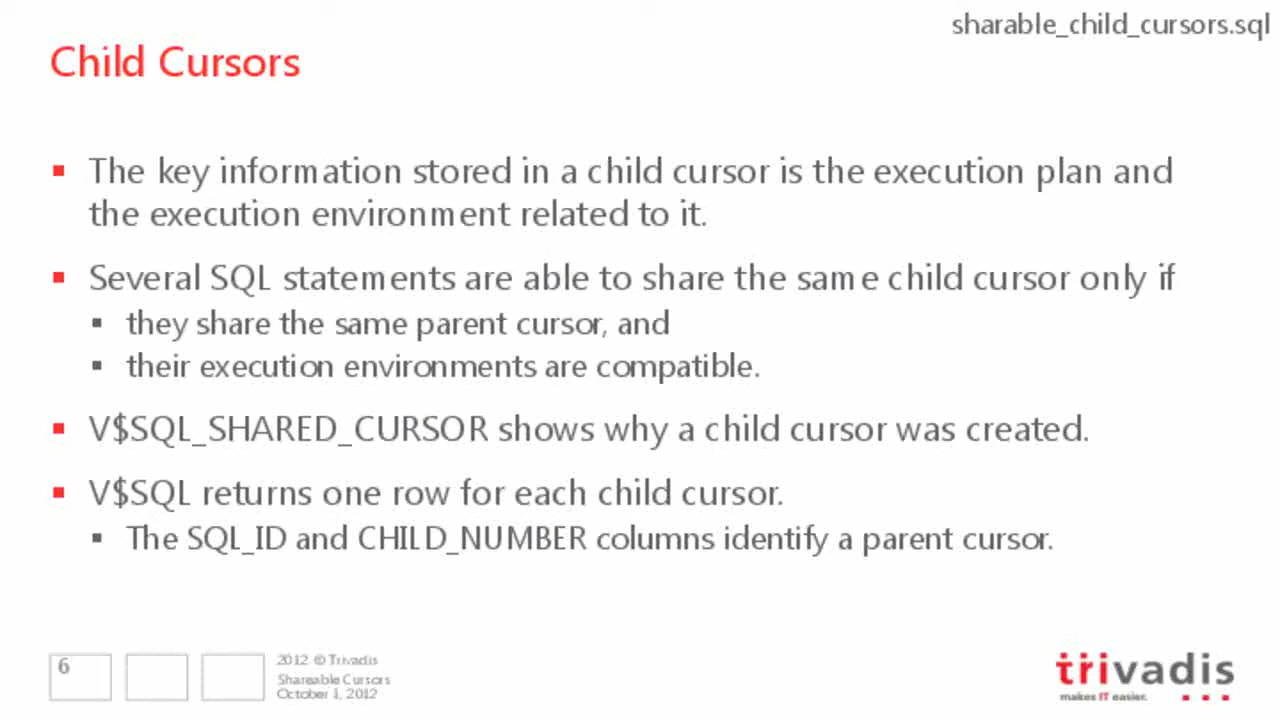 sharable_child_cursors.sql
Child Cursors
The key information stored in a child cursor is the execution plan and
the execution environment related to it.
Several SQL statements are able to share the same child cursor only if
they share the same parent cursor, and
their execution environments are compatible.
V$SQL_SHARED_CURSOR shows why a child cursor was created.
V$SQL returns one row for each child cursor.
The SQL_ID and CHILD_NUMBER columns identify a parent cursor.
6
2012 © Trivadis
Shareable Cursors
October 1, 2012
trivadis
makes IT easier.